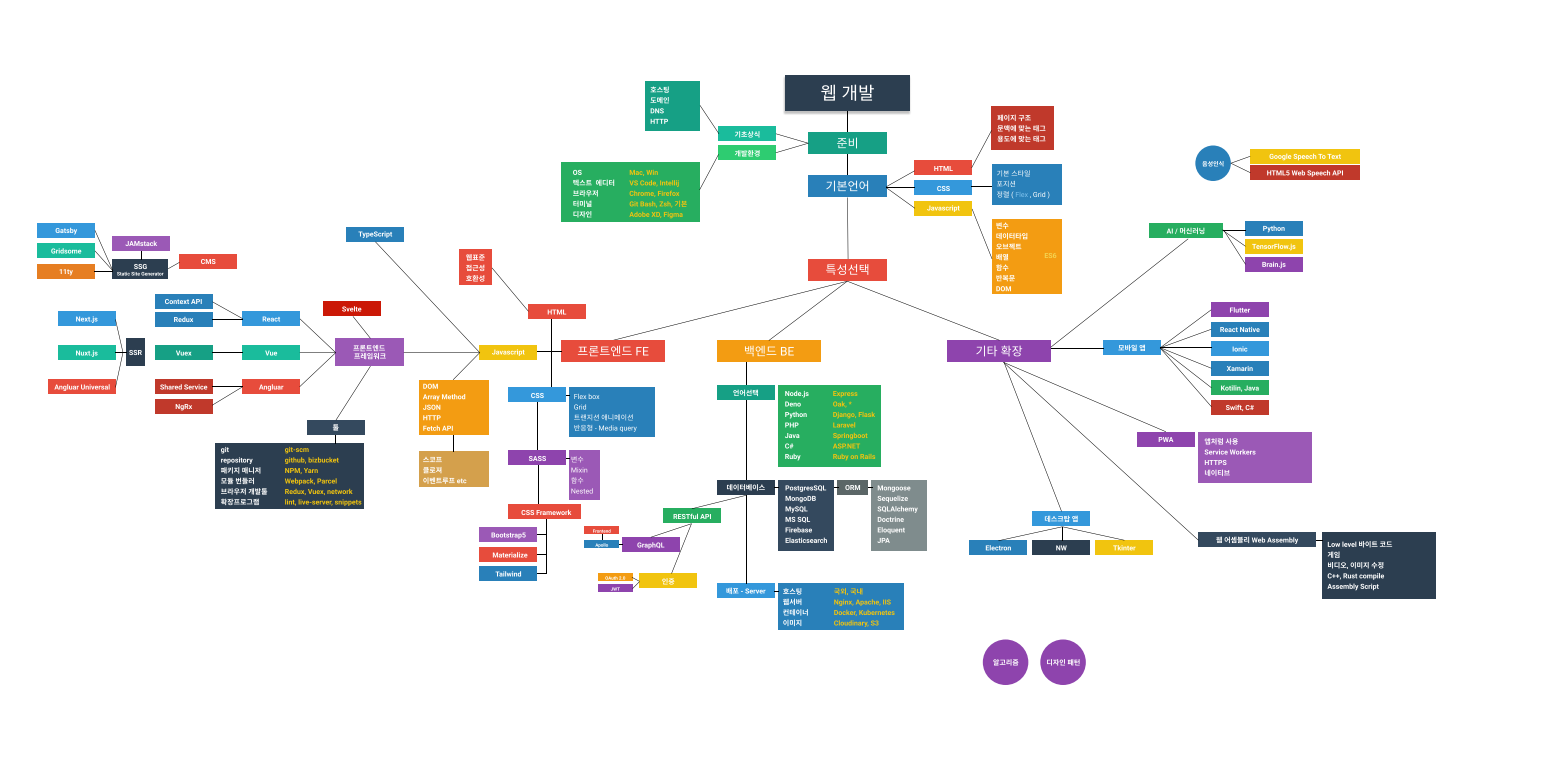 웹 개발
준비
기초상식
호스팅
도메인
DNS
HTTP
개발환경
OS Mac, Win
텍스트 에디터 VS Code, Intellij
브라우저 Chrome, Firefox
터미널 Git Bash, Zsh, 기본
디자인 Adobe XD, Figma
기본언어
HTML
페이지 구조
문맥에 맞는 태그
용도에 맞는 태그
CSS
기본 스타일
포지션
정렬 ( Flex , Grid )
Javascript
변수
데이터타입
오브젝트
배열
함수
반복문
DOM
ES6
특성선택
프론트엔드 FE
HTML
웹표준
접근성
호환성
Javascript
TypeScript
DOM
Array Method
JSON
HTTP
Fetch API
스코프
클로져
이벤트루프 etc
CSS
Flex box
Grid
트랜지션 애니메이션
반응형 - Media query
SASS
변수
Mixin
함수
Nested
CSS Framework
Bootstrap5
Materialize
Tailwind
프론트엔드
프레임워크
Svelte
React
Context API
Redux
Vue
Vuex
Angluar
Shared Service
NgRx
SSR
Next.js
Nuxt.js
Angluar Universal
JAMstack
SSG
Static Site Generator
CMS
Gatsby
Gridsome
11ty
툴
git git-scm
repository github, bizbucket
패키지 매니저 NPM, Yarn
모듈 번들러 Webpack, Parcel
브라우저 개발툴 Redux, Vuex, network
확장프로그램 lint, live-server, snippets
백엔드 BE
언어선택
Node.js Express
Deno Oak, *
Python Django, Flask
PHP Laravel
Java Springboot
C# ASP.NET
Ruby Ruby on Rails
데이터베이스
PostgresSQL
MongoDB
MySQL
MS SQL
Firebase
Elasticsearch
ORM
Mongoose
Sequelize
SQLAlchemy
Doctrine
Eloquent
JPA
RESTful API
GraphQL
Frontend
Apollo
인증
OAuth 2.0
JWT
배포 - Server
호스팅 국외, 국내
웹서버 Nginx, Apache, IIS
컨테이너 Docker, Kubernetes
이미지 Cloudinary, S3
기타 확장
음성인식
Google Speech To Text
HTML5 Web Speech API
AI / 머신러닝
Python
TensorFlow.js
Brain.js
모바일 앱
Flutter
React Native
Ionic
Xamarin
Kotilin, Java
Swift, C#
PWA
앱처럼 사용
Service Workers
HTTPS
네이티브
데스크탑 앱
Electron
NW
Tkinter
웹 어셈블리 Web Assembly
Low level 바이트 코드
게임
비디오, 이미지 수정
C++, Rust compile
Assembly Script
알고리즘
디자인 패턴